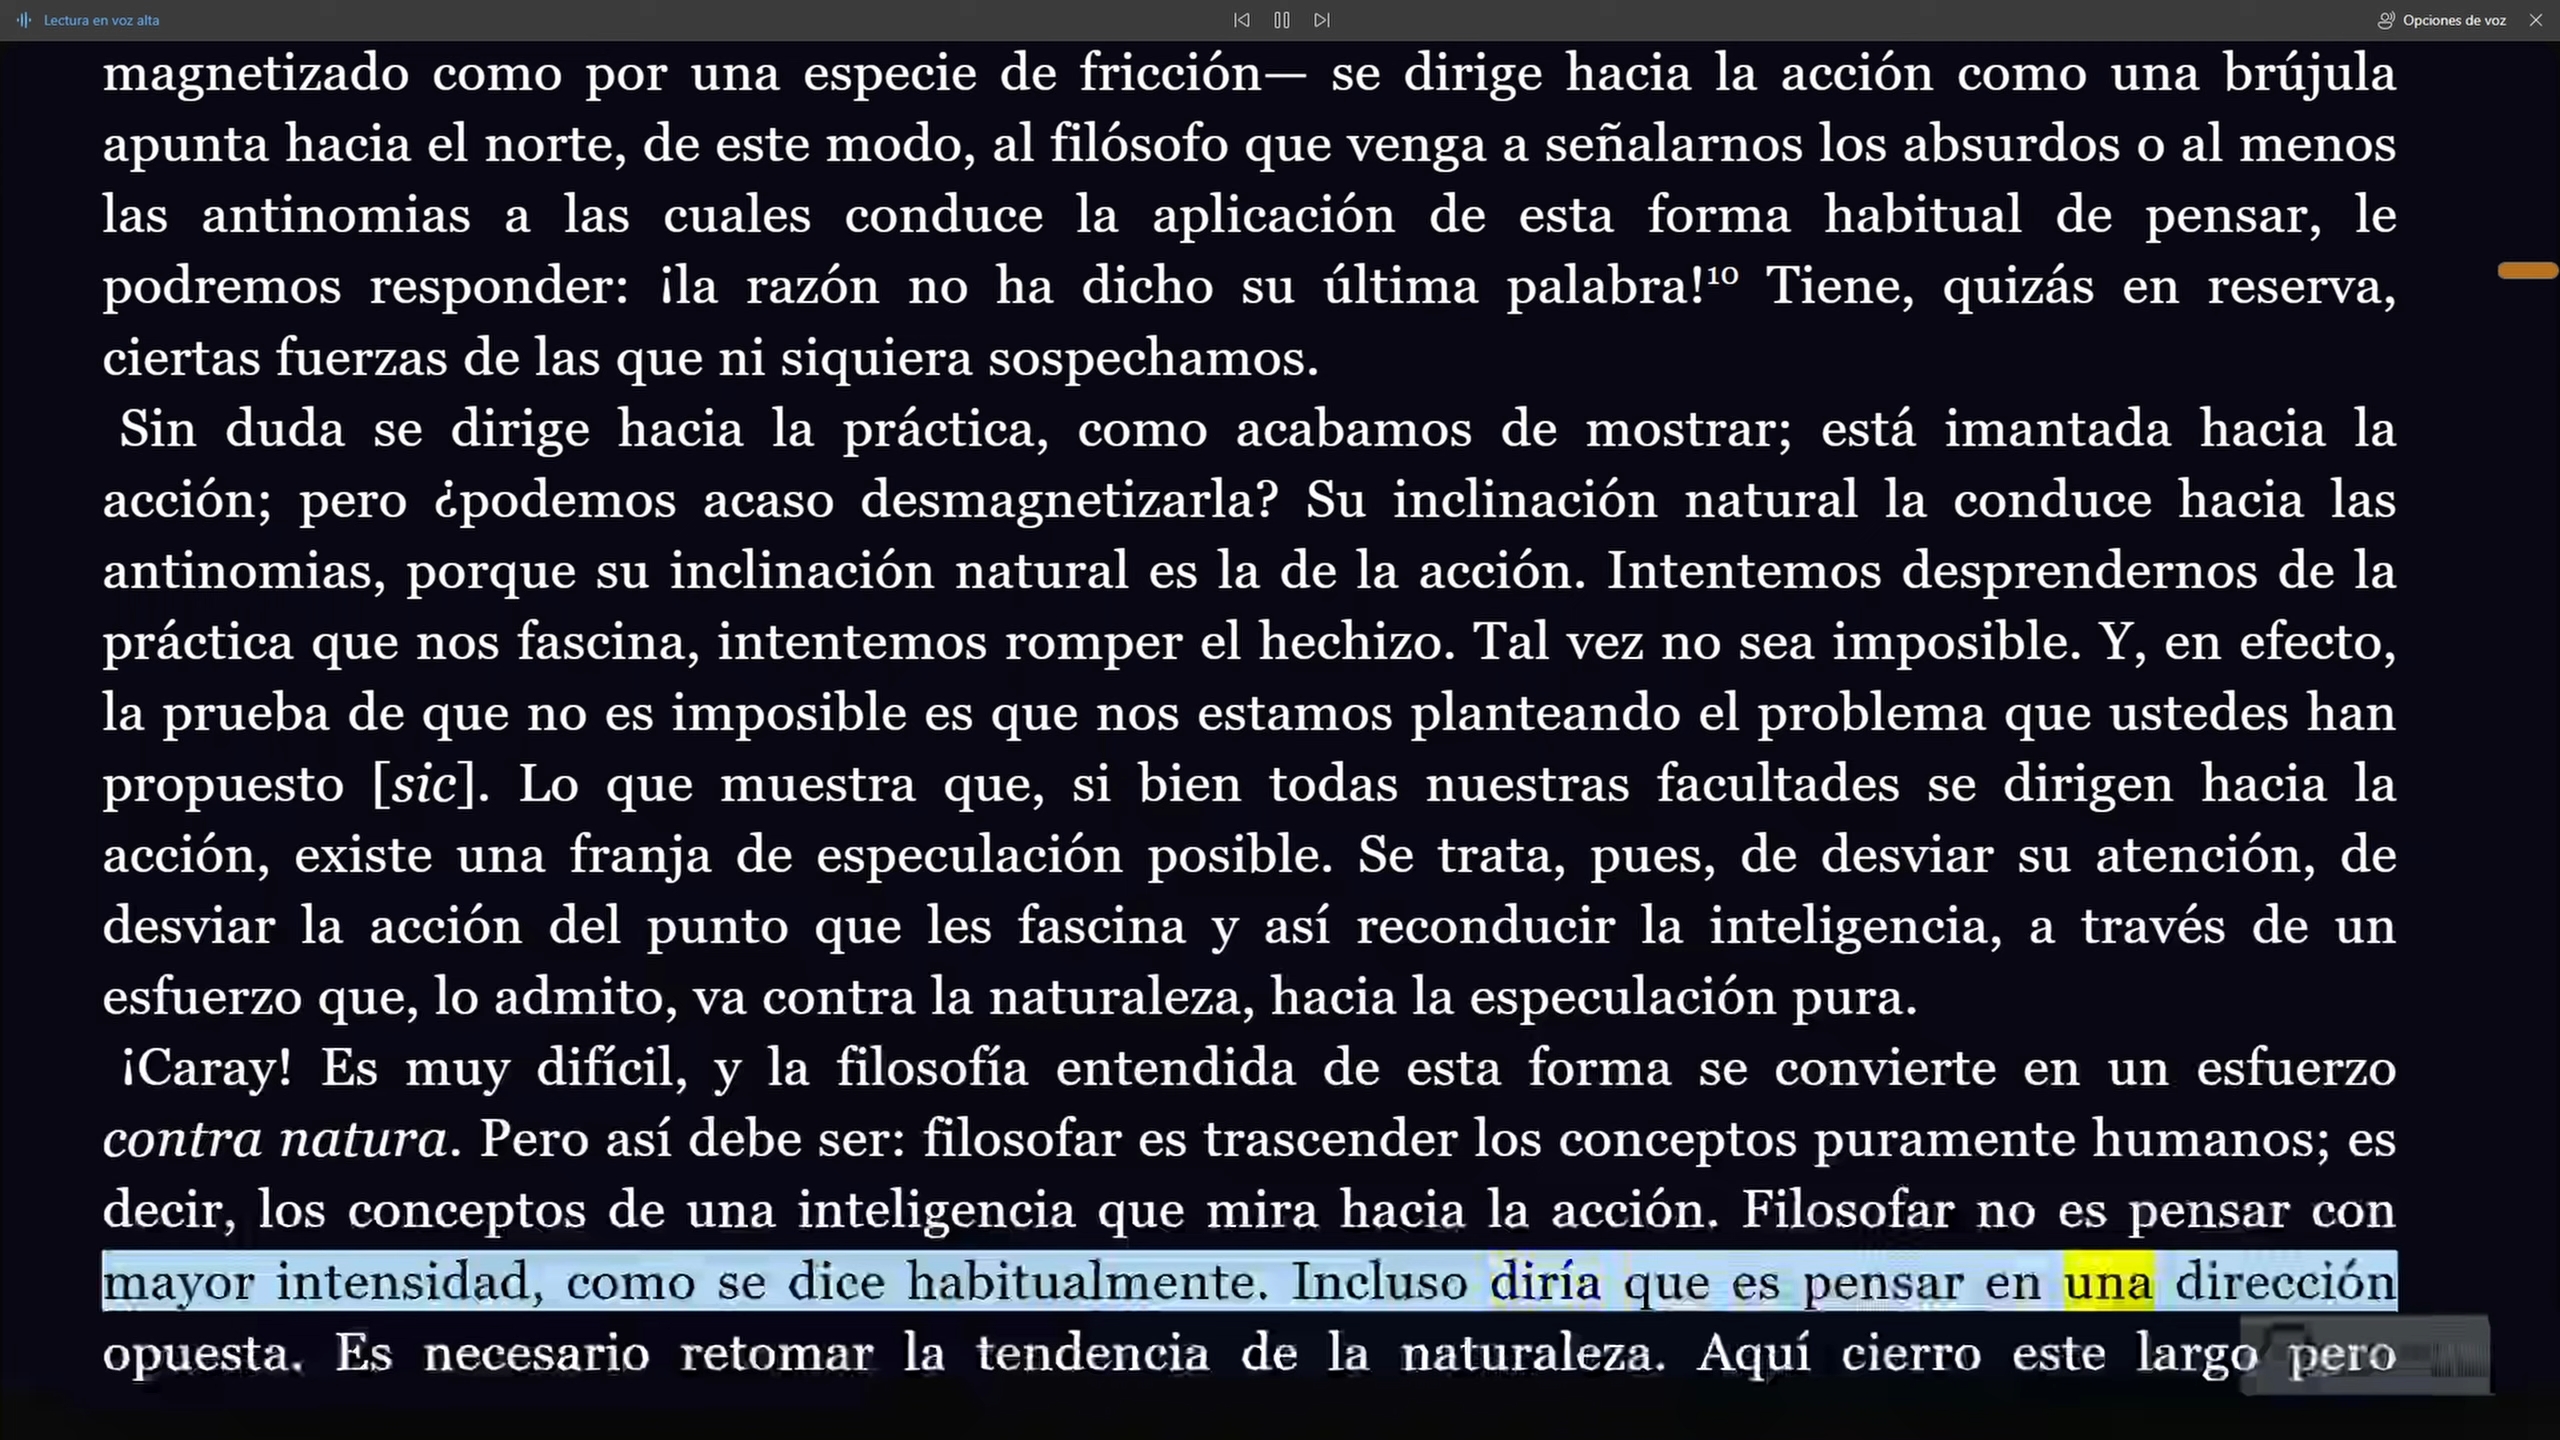 Lectura en voz alta
Opciones de voz
magnetizado como por una especie de fricción— se dirige hacia la acción como una brújula
apunta hacia el norte, de este modo, al filósofo que venga a señalarnos los absurdos o al menos
las antinomias a las cuales conduce la aplicación de esta forma habitual de pensar, le
podremos responder: ¡la razón no ha dicho su última palabra!¹⁰ Tiene, quizás en reserva,
ciertas fuerzas de las que ni siquiera sospechamos.
Sin duda se dirige hacia la práctica, como acabamos de mostrar; está imantada hacia la
acción; pero ¿podemos acaso desmagnetizarla? Su inclinación natural la conduce hacia las
antinomias, porque su inclinación natural es la de la acción. Intentemos desprendernos de la
práctica que nos fascina, intentemos romper el hechizo. Tal vez no sea imposible. Y, en efecto,
la prueba de que no es imposible es que nos estamos planteando el problema que ustedes han
propuesto [sic]. Lo que muestra que, si bien todas nuestras facultades se dirigen hacia la
acción, existe una franja de especulación posible. Se trata, pues, de desviar su atención, de
desviar la acción del punto que les fascina y así reconducir la inteligencia, a través de un
esfuerzo que, lo admito, va contra la naturaleza, hacia la especulación pura.
¡Caray! Es muy difícil, y la filosofía entendida de esta forma se convierte en un esfuerzo
contra natura. Pero así debe ser: filosofar es trascender los conceptos puramente humanos; es
decir, los conceptos de una inteligencia que mira hacia la acción. Filosofar no es pensar con
mayor intensidad, como se dice habitualmente. Incluso diría que es pensar en una dirección
opuesta. Es necesario retomar la tendencia de la naturaleza. Aquí cierro este largo pero